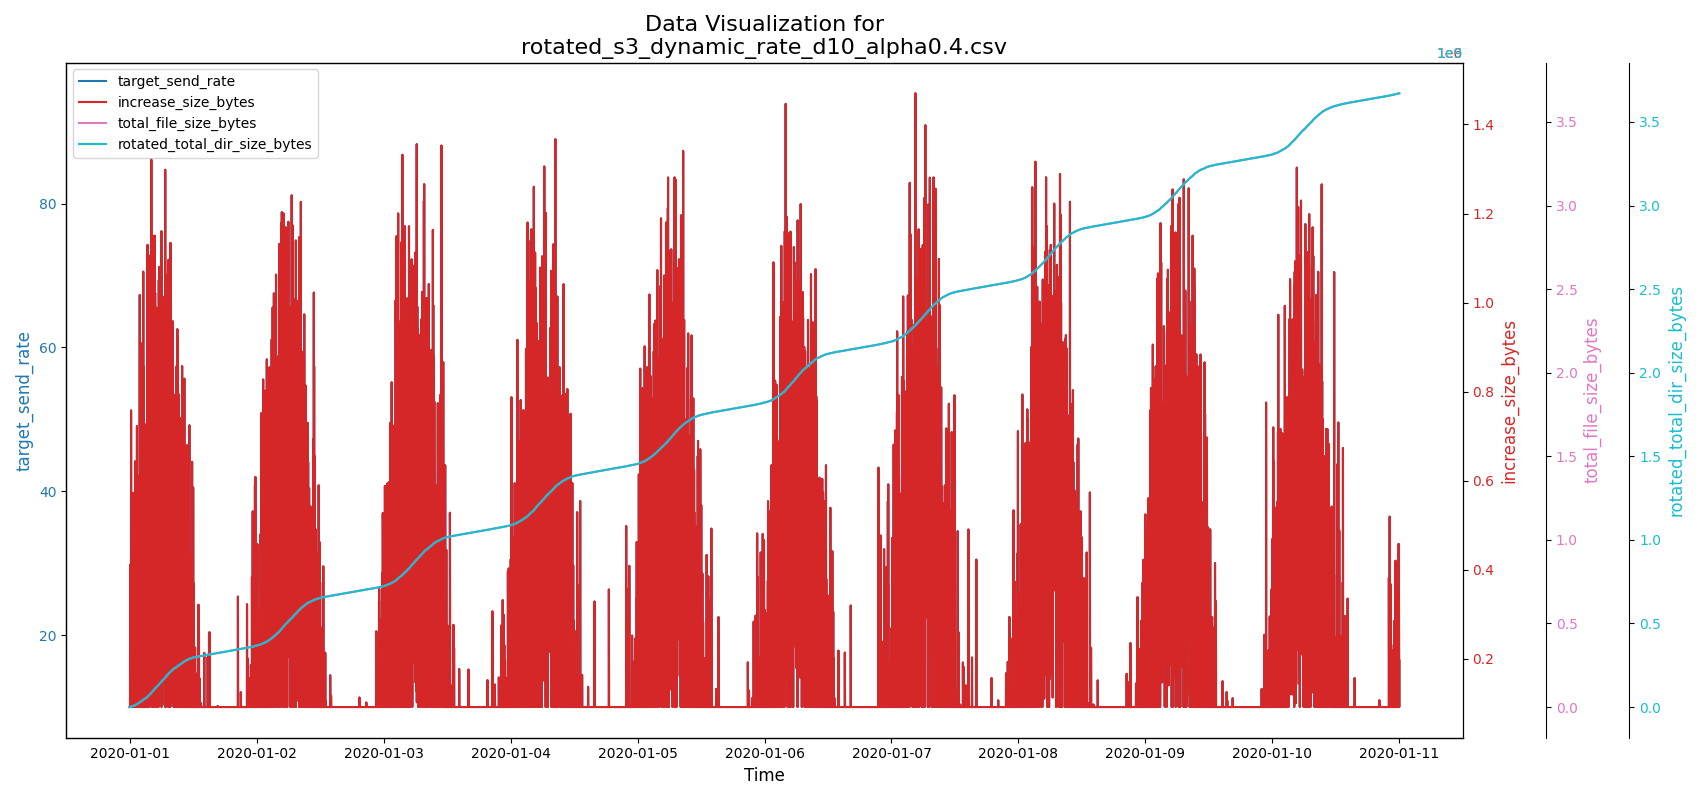 Data Visualization for
rotated_s3_dynamic_rate_d10_alpha0.4.csv
target_send_rate
increase_size_bytes
total_file_size_bytes
rotated_total_dir_size_bytes
target_send_rate
80
60
40
20
2020-01-01 2020-01-02 2020-01-03 2020-01-04 2020-01-05 2020-01-06 2020-01-07 2020-01-08 2020-01-09 2020-01-10 2020-01-11
Time
1.4
1.2
1.0
0.8
0.6
0.4
0.2
increase_size_bytes
3.5
3.0
2.5
2.0
1.5
1.0
0.5
0.0
total_file_size_bytes
3.5
3.0
2.5
2.0
1.5
1.0
0.5
0.0
rotated_total_dir_size_bytes